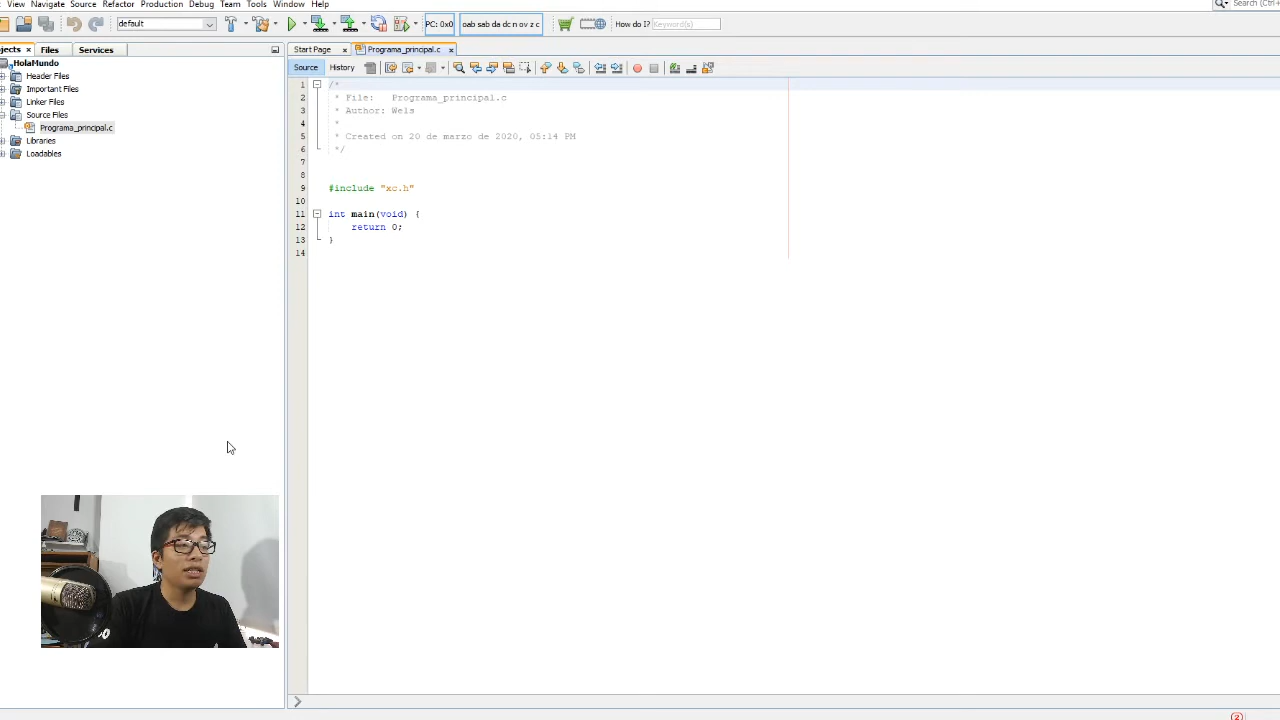 View Navigate Source Refactor Production Debug Team Tools Window Help
Search (Ctrl+
default
PC: 0x0
oab sab da dc n ov z c
How do I?
Keyword(s)
Files
Services
Start Page
Programa_principal.c
HolaMundo
Header Files
Important Files
Linker Files
Source Files
Programa_principal.c
Libraries
Loadables
Source
History
1 /*
2 * File: Programa_principal.c
3 * Author: Wels
4 *
5 * Created on 20 de marzo de 2020, 05:14 PM
6 */
7
8
9 #include "xc.h"
10
11 int main(void) {
12 return 0;
13 }
14
2